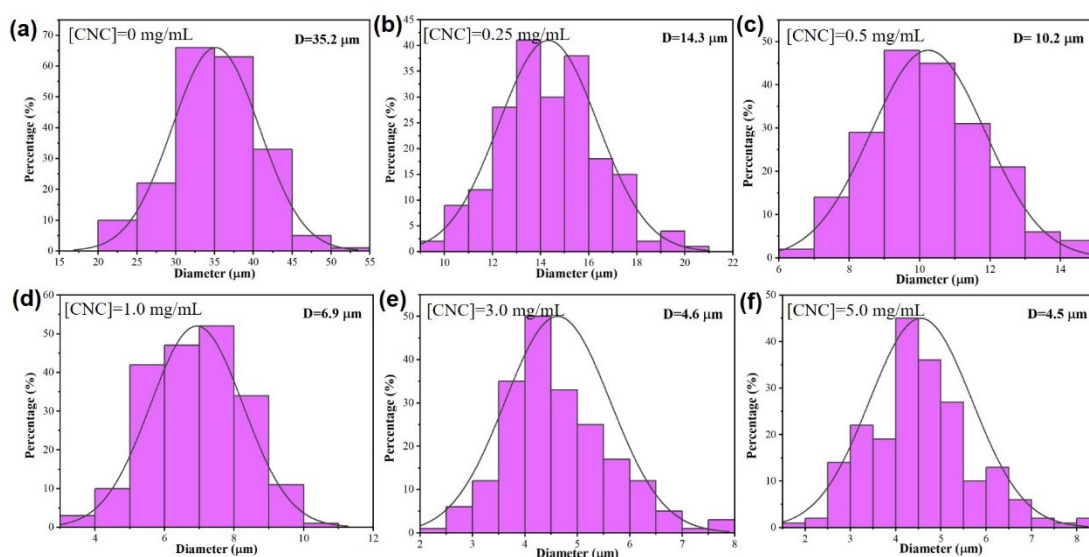 (a)
[CNC]=0 mg/mL
D=35.2 μm
Percentage (%)
70
60
50
40
30
20
10
0
15 20 25 30 35 40 45 50 55
Diameter (μm)
(b)
[CNC]=0.25 mg/mL
D=14.3 μm
Percentage (%)
45
40
35
30
25
20
15
10
5
0
10 12 14 16 18 20 22
Diameter (μm)
(c)
[CNC]=0.5 mg/mL
D= 10.2 μm
Percentage (%)
50
40
30
20
10
0
6 8 10 12 14
Diameter (μm)
(d)
[CNC]=1.0 mg/mL
D=6.9 μm
Percentage (%)
60
50
40
30
20
10
0
4 6 8 10 12
Diameter (μm)
(e)
[CNC]=3.0 mg/mL
D=4.6 μm
Percentage (%)
50
40
30
20
10
0
2 3 4 5 6 7 8
Diameter (μm)
(f)
[CNC]=5.0 mg/mL
D=4.5 μm
Percentage (%)
50
40
30
20
10
0
2 3 4 5 6 7 8
Diameter (μm)